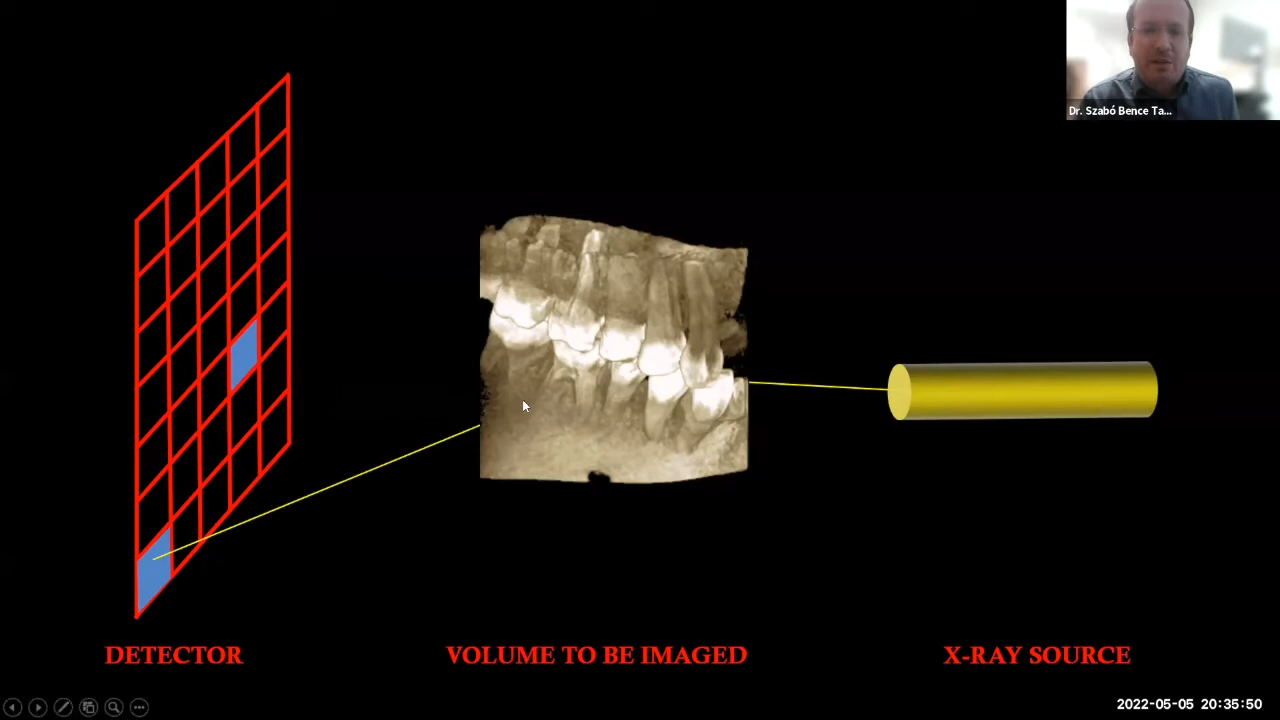 Dr. Szabó Bence Ta...
DETECTOR
VOLUME TO BE IMAGED
X-RAY SOURCE
2022-05-05 20:35:50